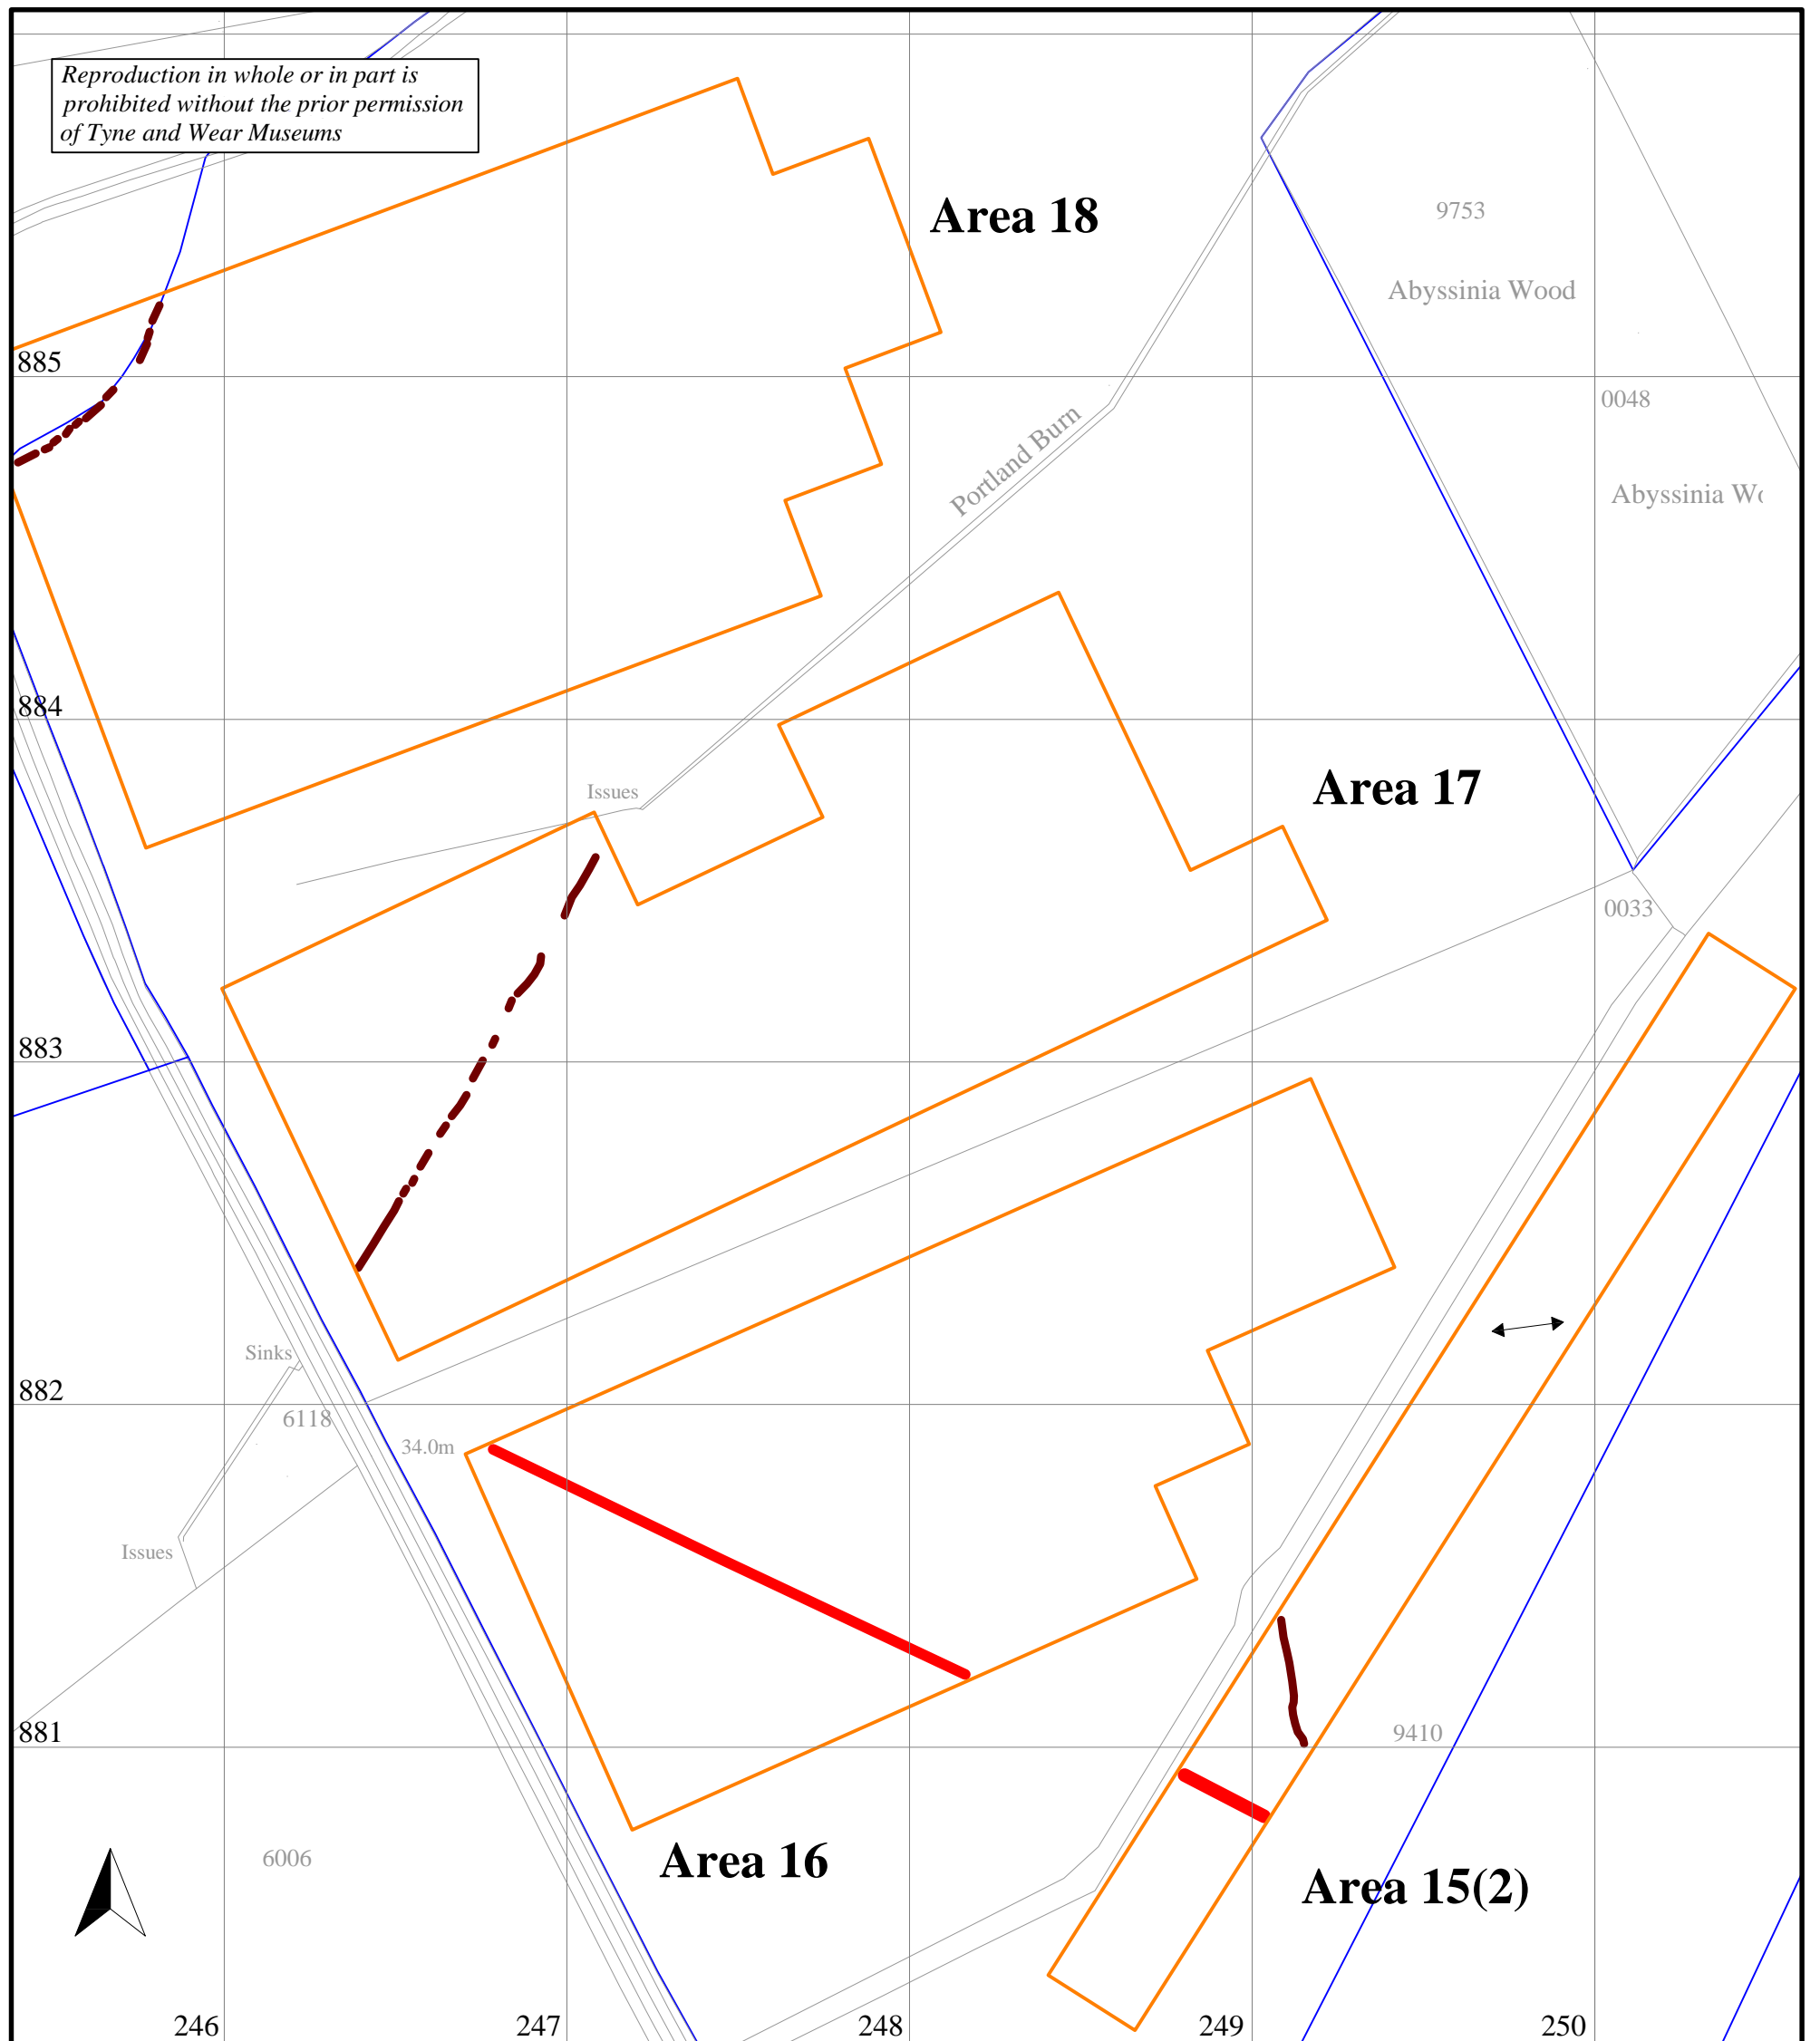 Reproduction in whole or in part is
prohibited without the prior permission
of Tyne and Wear Museums
Area 18
9753
Abyssinia Wood
885
0048
Portland Burn
Abyssinia Wo
884
Issues
Area 17
0033
883
Sinks
882
6118
34.0m
Issues
881
9410
6006
Area 16
Area 15(2)
246
247
248
249
250